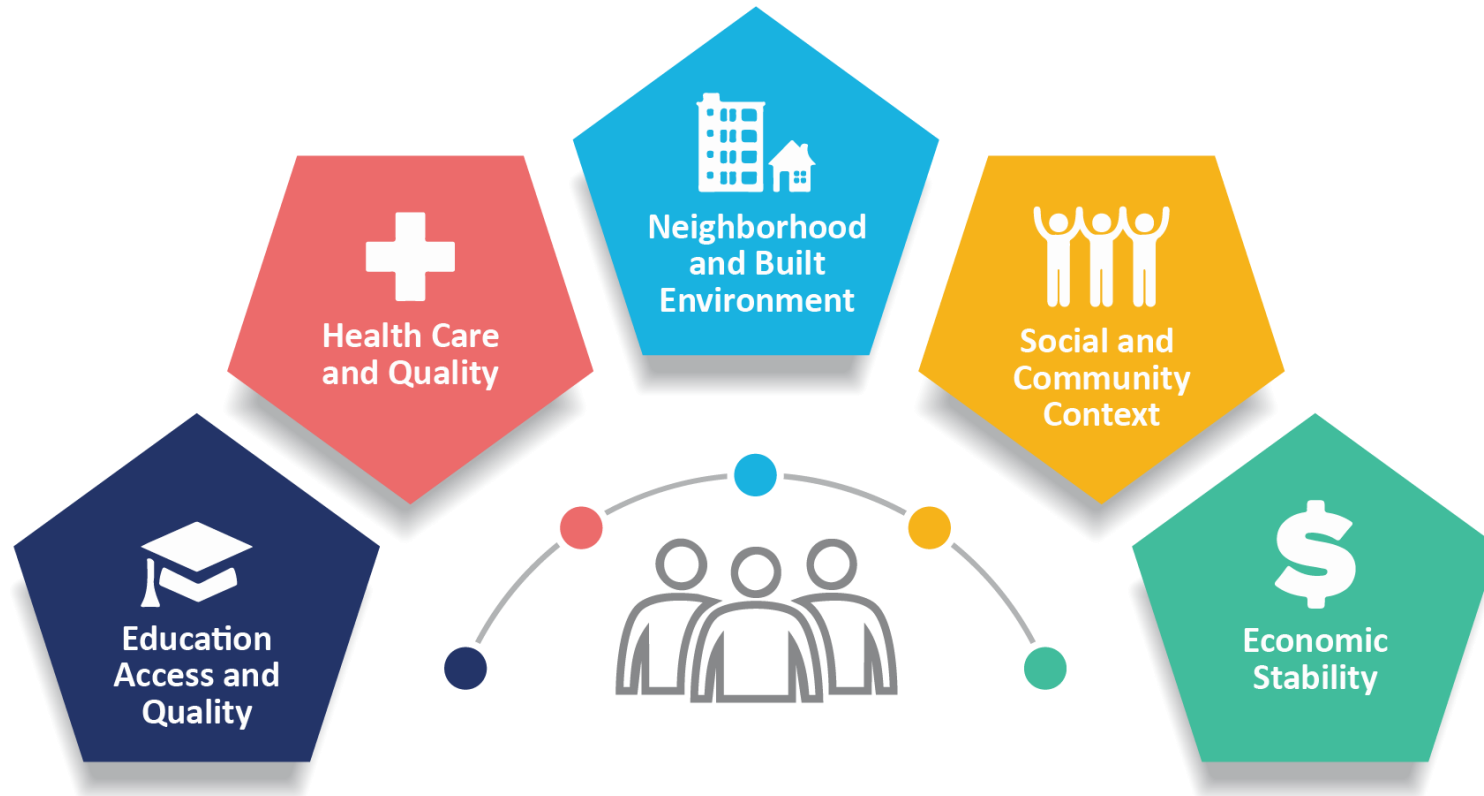 Education
Access and
Quality
Health Care
and Quality
Neighborhood
and Built
Environment
Social and
Community
Context
$
Economic
Stability